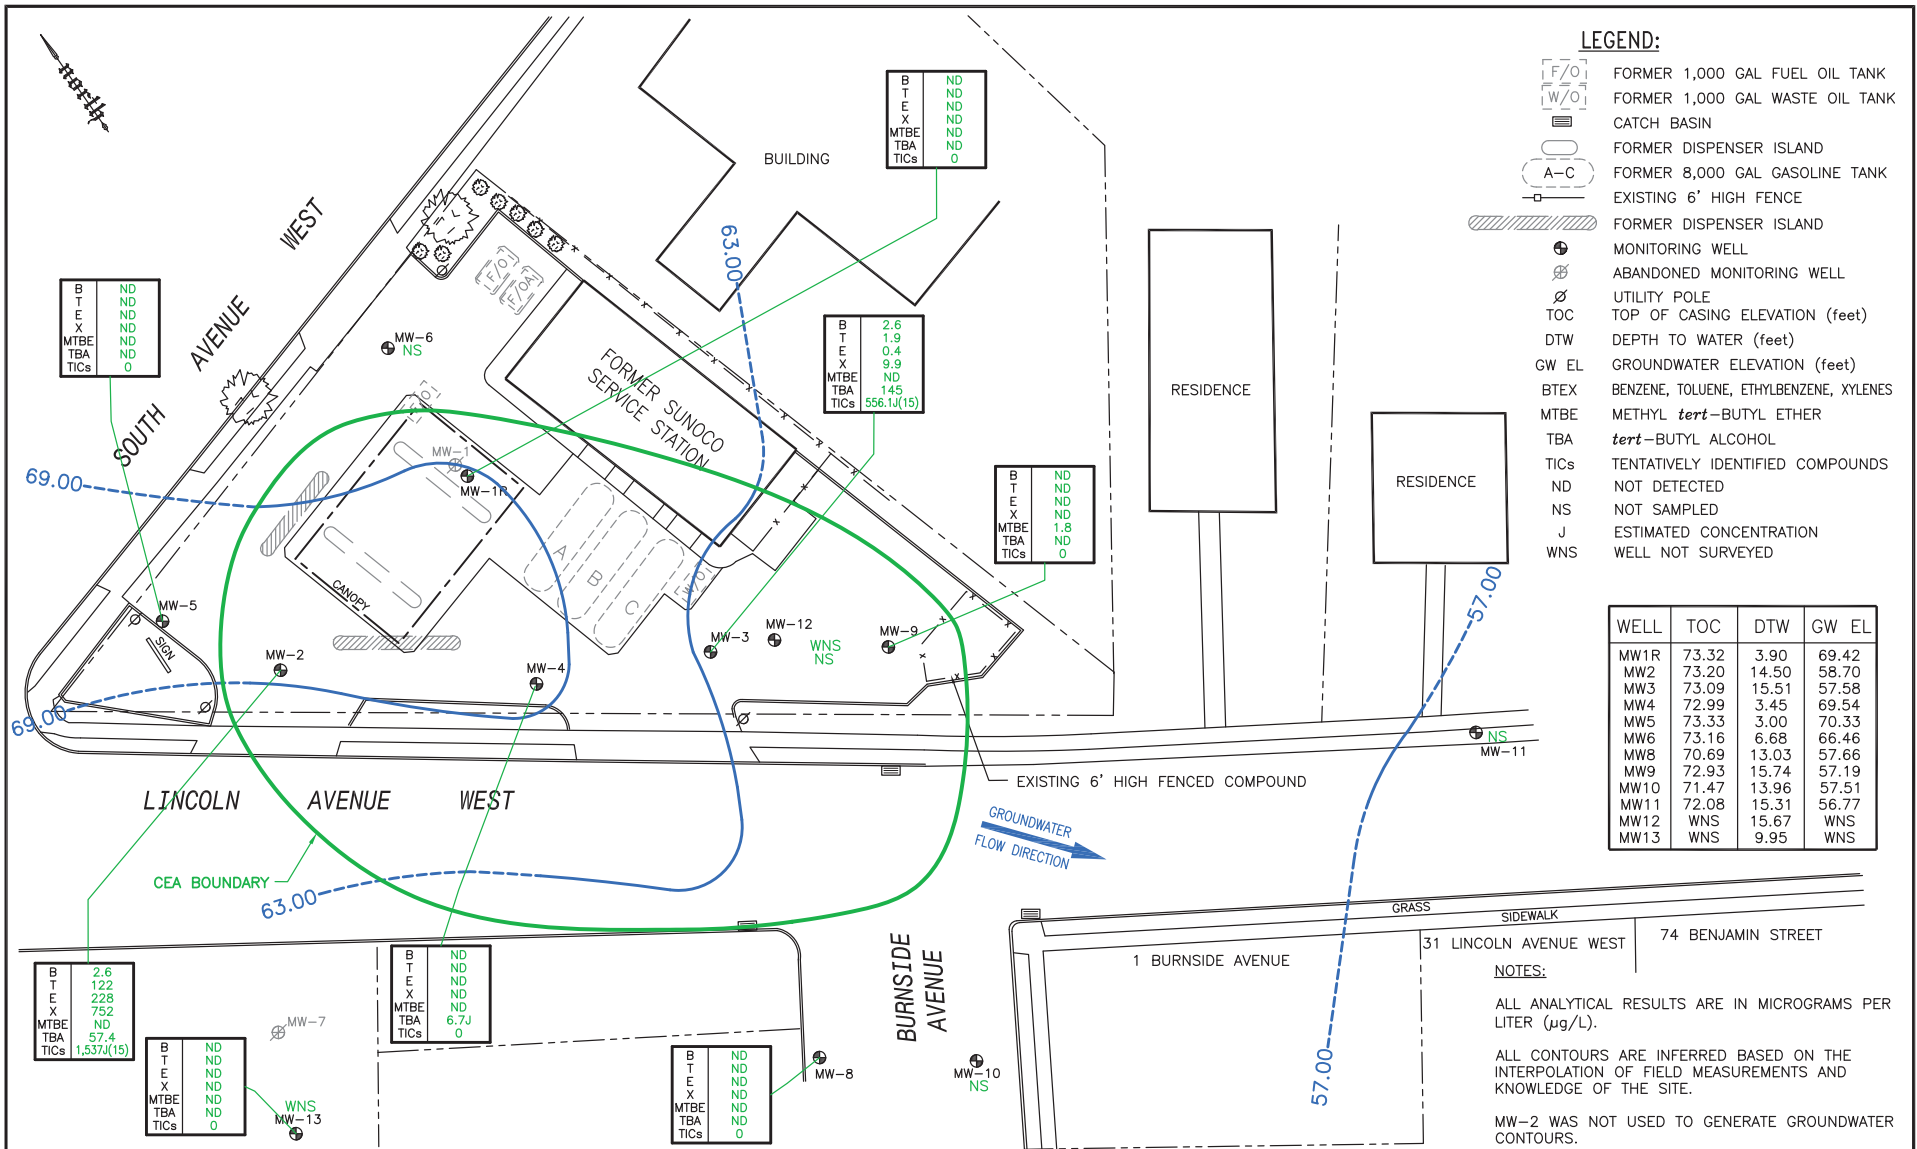 north
LEGEND:
F/O FORMER 1,000 GAL FUEL OIL TANK
W/O FORMER 1,000 GAL WASTE OIL TANK
CATCH BASIN
FORMER DISPENSER ISLAND
A-C FORMER 8,000 GAL GASOLINE TANK
EXISTING 6' HIGH FENCE
FORMER DISPENSER ISLAND
MONITORING WELL
ABANDONED MONITORING WELL
UTILITY POLE
TOC TOP OF CASING ELEVATION (feet)
DTW DEPTH TO WATER (feet)
GW EL GROUNDWATER ELEVATION (feet)
BTEX BENZENE, TOLUENE, ETHYLBENZENE, XYLENES
MTBE METHYL tert-BUTYL ETHER
TBA tert-BUTYL ALCOHOL
TICs TENTATIVELY IDENTIFIED COMPOUNDS
ND NOT DETECTED
NS NOT SAMPLED
J ESTIMATED CONCENTRATION
WNS WELL NOT SURVEYED
WELL TOC DTW GW EL
MW1R 73.32 3.90 69.42
MW2 73.20 14.50 58.70
MW3 73.09 15.51 57.58
MW4 72.99 3.45 69.54
MW5 73.33 3.00 70.33
MW6 73.16 6.68 66.46
MW8 70.69 13.03 57.66
MW9 72.93 15.74 57.19
MW10 71.47 13.96 57.51
MW11 72.08 15.31 56.77
MW12 WNS 15.67 WNS
MW13 WNS 9.95 WNS
B ND
T ND
E ND
X ND
MTBE ND
TBA ND
TICs 0
BUILDING
SOUTH AVENUE WEST
B ND
T ND
E ND
X ND
MTBE ND
TBA ND
TICs 0
F/O
F/OA
MW-6
NS
63.00
B 2.6
T 1.9
E 0.4
X 9.9
MTBE ND
TBA 145
TICs 556.1J(15)
FORMER SUNOCO
SERVICE STATION
RESIDENCE
RESIDENCE
MW-1
MW-1R
69.00
A
B
C
W/O
CANOPY
B ND
T ND
E ND
X ND
MTBE 1.8
TBA ND
TICs 0
MW-5
SIGN
MW-2
MW-4
MW-3
MW-12
WNS
NS
MW-9
57.00
69.00
NS
MW-11
EXISTING 6' HIGH FENCED COMPOUND
LINCOLN AVENUE WEST
GROUNDWATER
FLOW DIRECTION
CEA BOUNDARY
63.00
GRASS
SIDEWALK
31 LINCOLN AVENUE WEST
74 BENJAMIN STREET
1 BURNSIDE AVENUE
BURNSIDE
AVENUE
B 2.6
T 122
E 228
X 752
MTBE ND
TBA 57.4
TICs 1,537J(15)
B ND
T ND
E ND
X ND
MTBE ND
TBA 6.7J
TICs 0
MW-7
B ND
T ND
E ND
X ND
MTBE ND
TBA ND
TICs 0
WNS
MW-13
B ND
T ND
E ND
X ND
MTBE ND
TBA ND
TICs 0
MW-8
MW-10
NS
57.00
NOTES:
ALL ANALYTICAL RESULTS ARE IN MICROGRAMS PER
LITER (µg/L).
ALL CONTOURS ARE INFERRED BASED ON THE
INTERPOLATION OF FIELD MEASUREMENTS AND
KNOWLEDGE OF THE SITE.
MW-2 WAS NOT USED TO GENERATE GROUNDWATER
CONTOURS.